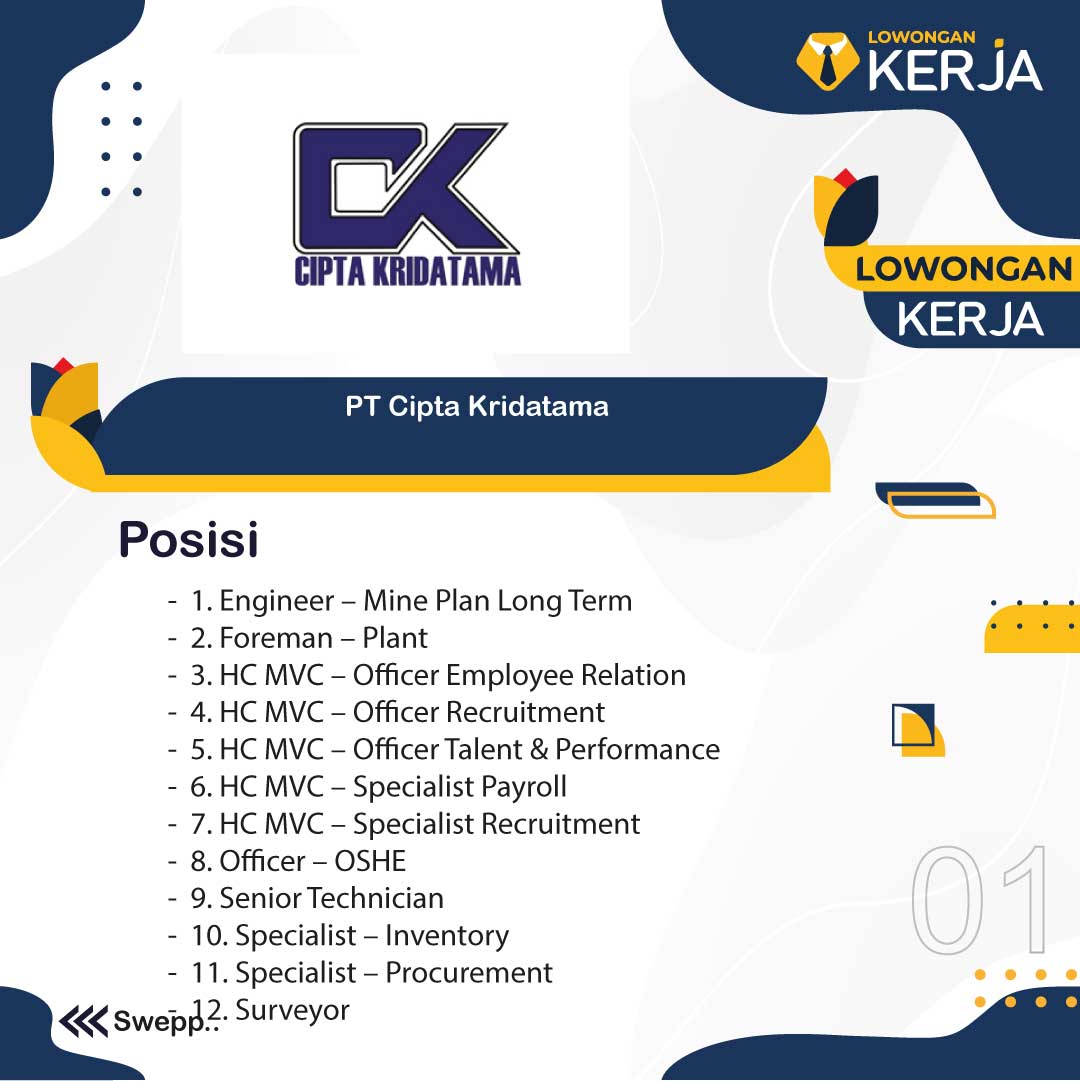 LOWONGAN
KERJA
CK
CIPTA KRIDATAMA
LOWONGAN
KERJA
PT Cipta Kridatama
Posisi
- 1. Engineer – Mine Plan Long Term
- 2. Foreman – Plant
- 3. HC MVC – Officer Employee Relation
- 4. HC MVC – Officer Recruitment
- 5. HC MVC – Officer Talent & Performance
- 6. HC MVC – Specialist Payroll
- 7. HC MVC – Specialist Recruitment
- 8. Officer – OSHE
- 9. Senior Technician
- 10. Specialist – Inventory
- 11. Specialist – Procurement
- 12. Surveyor
Swepp..
01